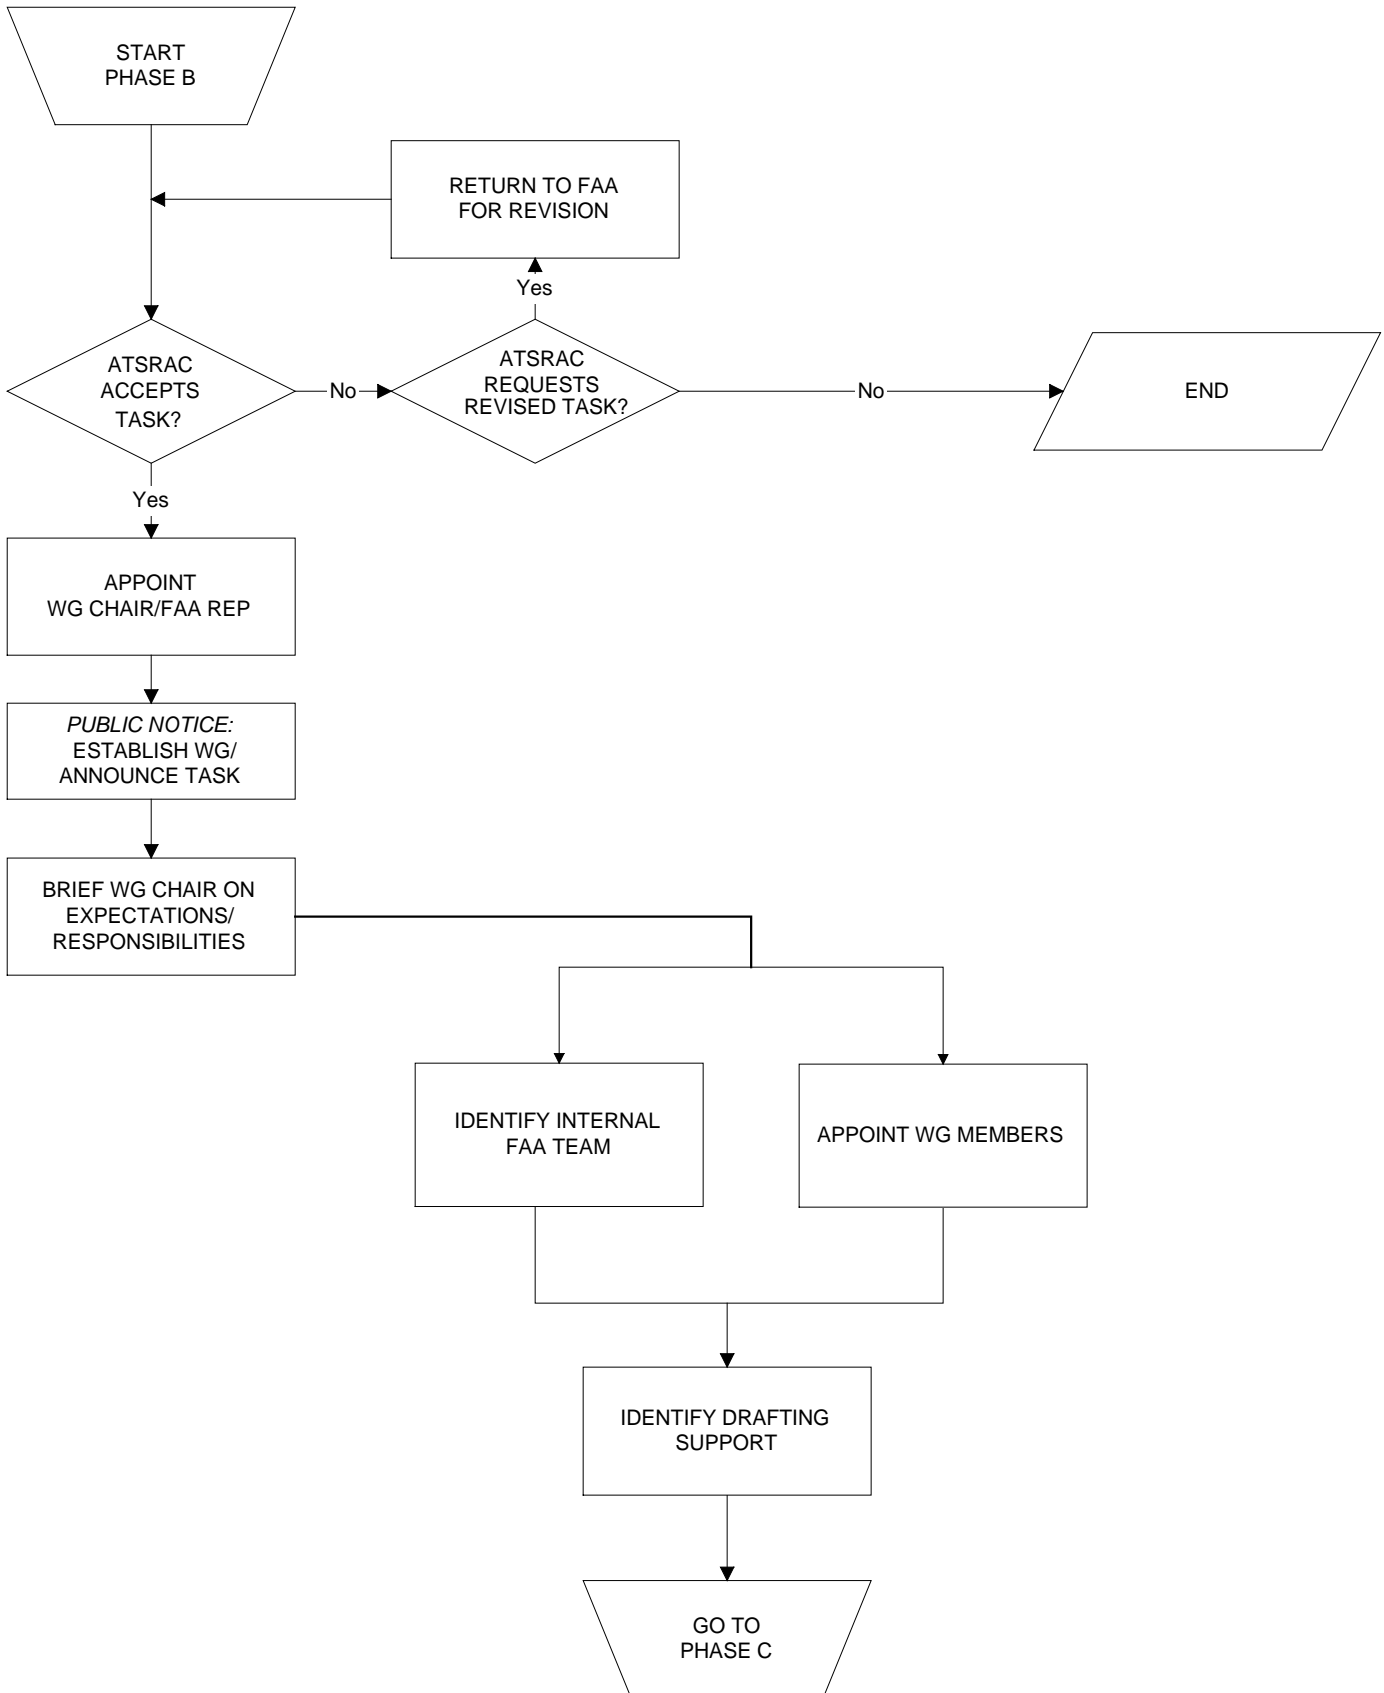 START
PHASE B
RETURN TO FAA
FOR REVISION
Yes
ATSRAC
ACCEPTS
TASK?
No
ATSRAC
REQUESTS
REVISED TASK?
No
END
Yes
APPOINT
WG CHAIR/FAA REP
PUBLIC NOTICE:
ESTABLISH WG/
ANNOUNCE TASK
BRIEF WG CHAIR ON
EXPECTATIONS/
RESPONSIBILITIES
IDENTIFY INTERNAL
FAA TEAM
APPOINT WG MEMBERS
IDENTIFY DRAFTING
SUPPORT
GO TO
PHASE C